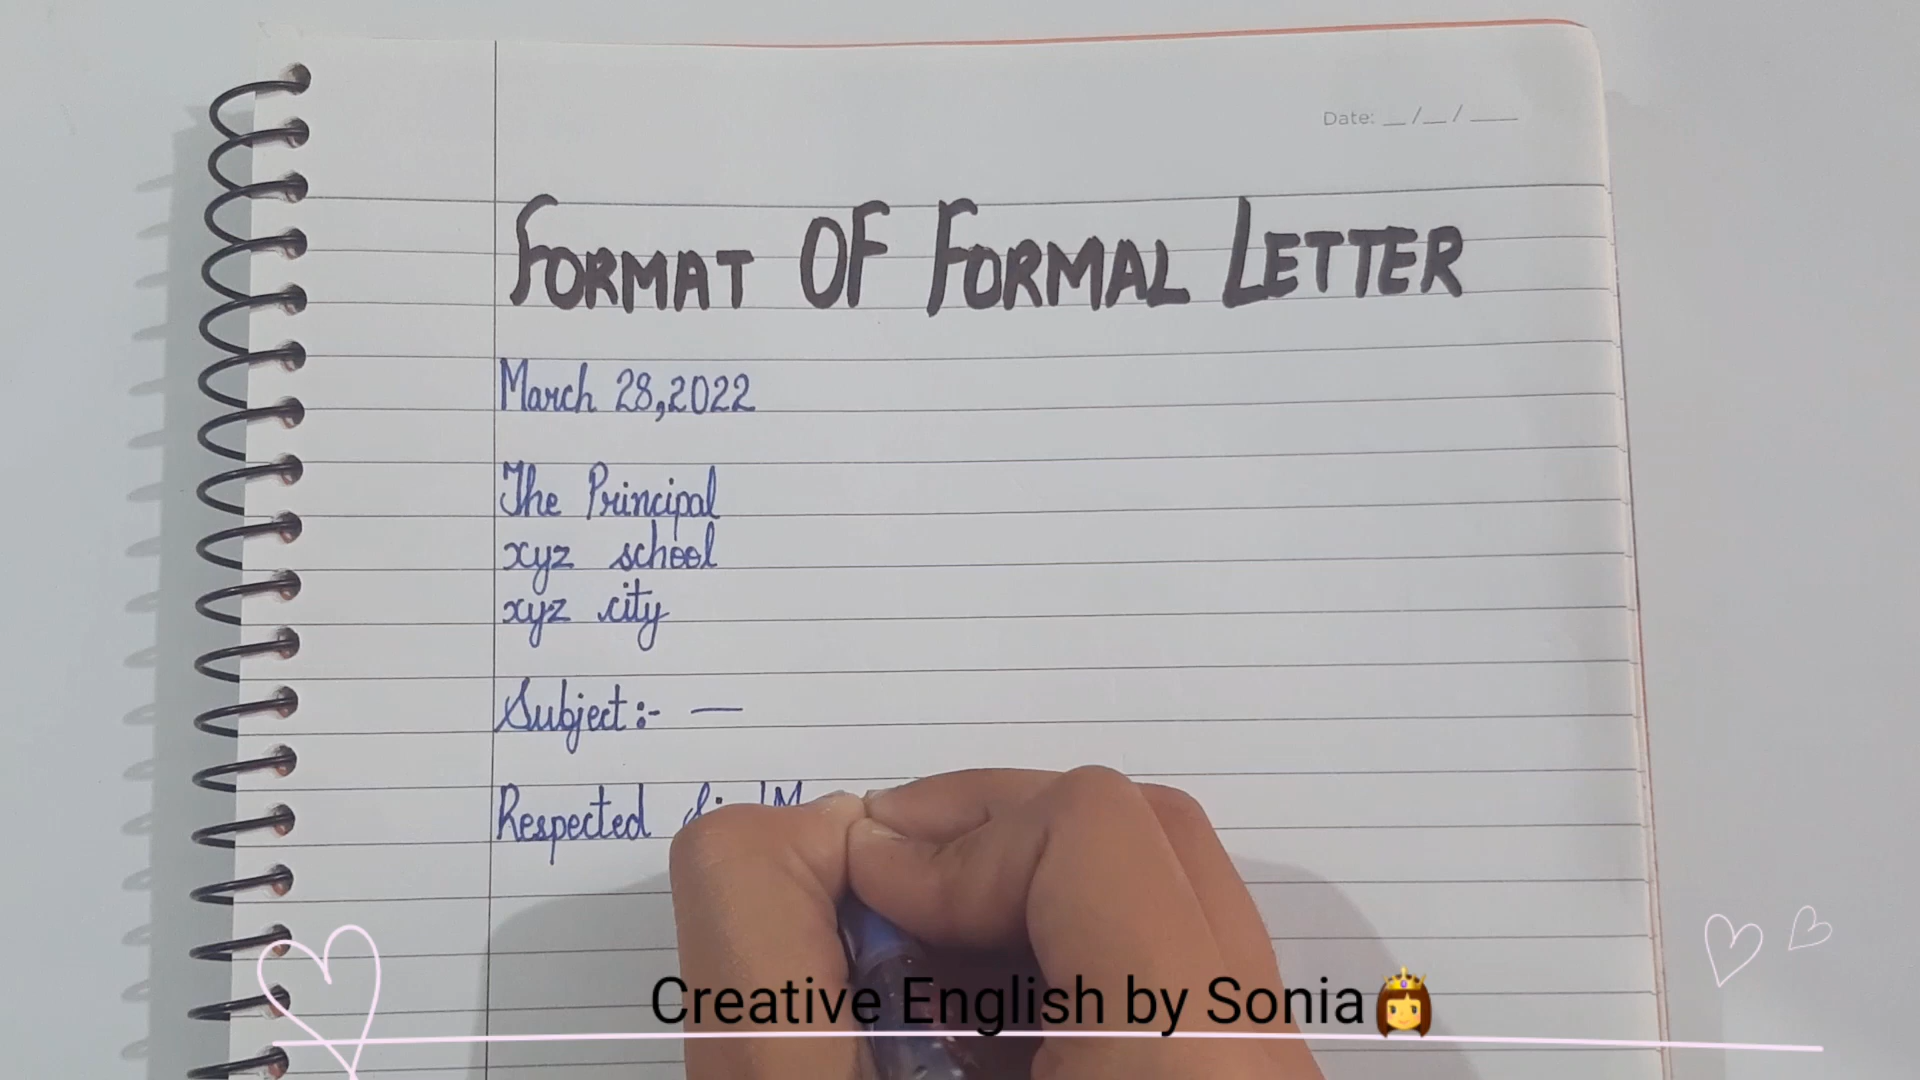 Date: __/__/____
FORMAT OF FORMAL LETTER
March 28,2022
The Principal
xyz school
xyz city
Subject:- —
Respected
Creative English by Sonia👸